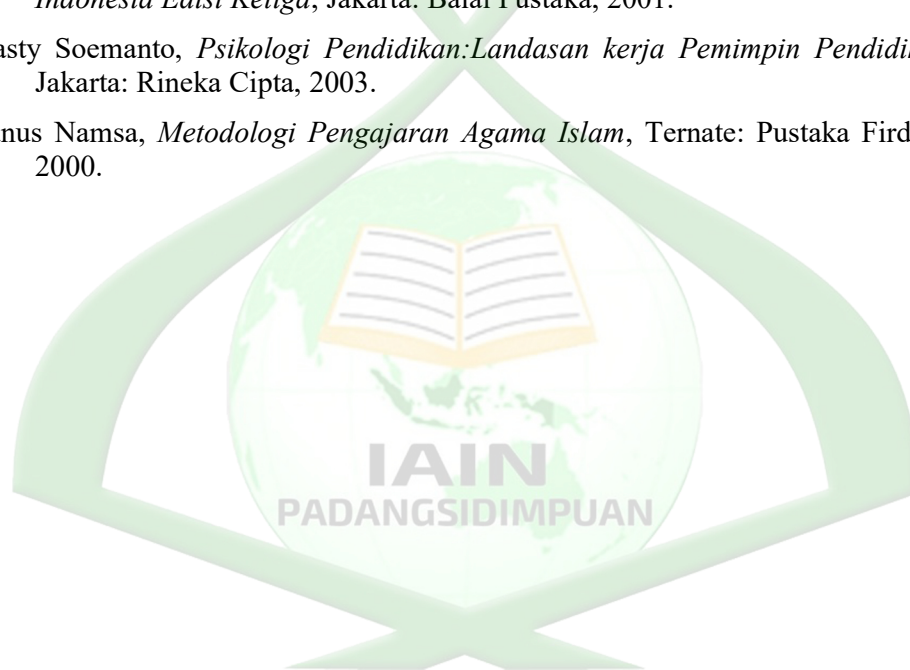 Indonesia Edisi Ketiga, Jakarta: Balai Pustaka, 2001.
asty Soemanto, Psikologi Pendidikan:Landasan kerja Pemimpin Pendidi
Jakarta: Rineka Cipta, 2003.
nus Namsa, Metodologi Pengajaran Agama Islam, Ternate: Pustaka Fird
2000.
IAIN
PADANGSIDIMPUAN